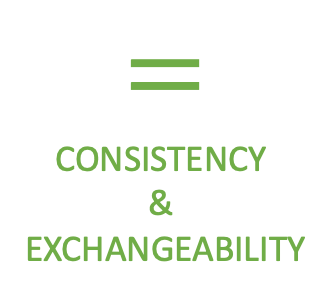 =
CONSISTENCY
&
EXCHANGEABILITY